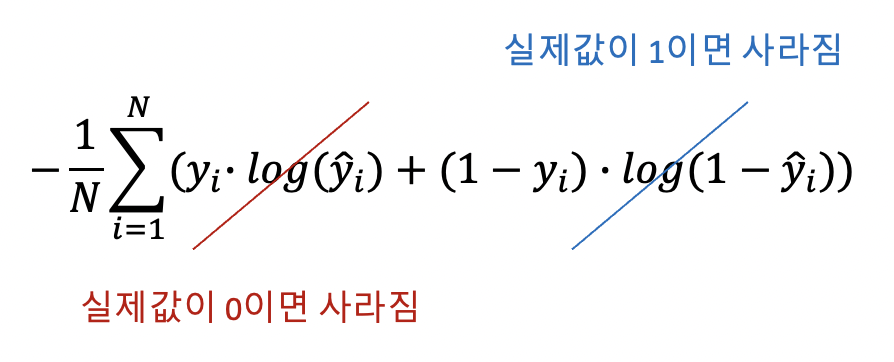 실제값이 1이면 사라짐
$-\frac{1}{N}\sum_{i=1}^{N}(y_i \cdot log(\hat{y}_i) + (1 - y_i) \cdot log(1 - \hat{y}_i))$
실제값이 0이면 사라짐